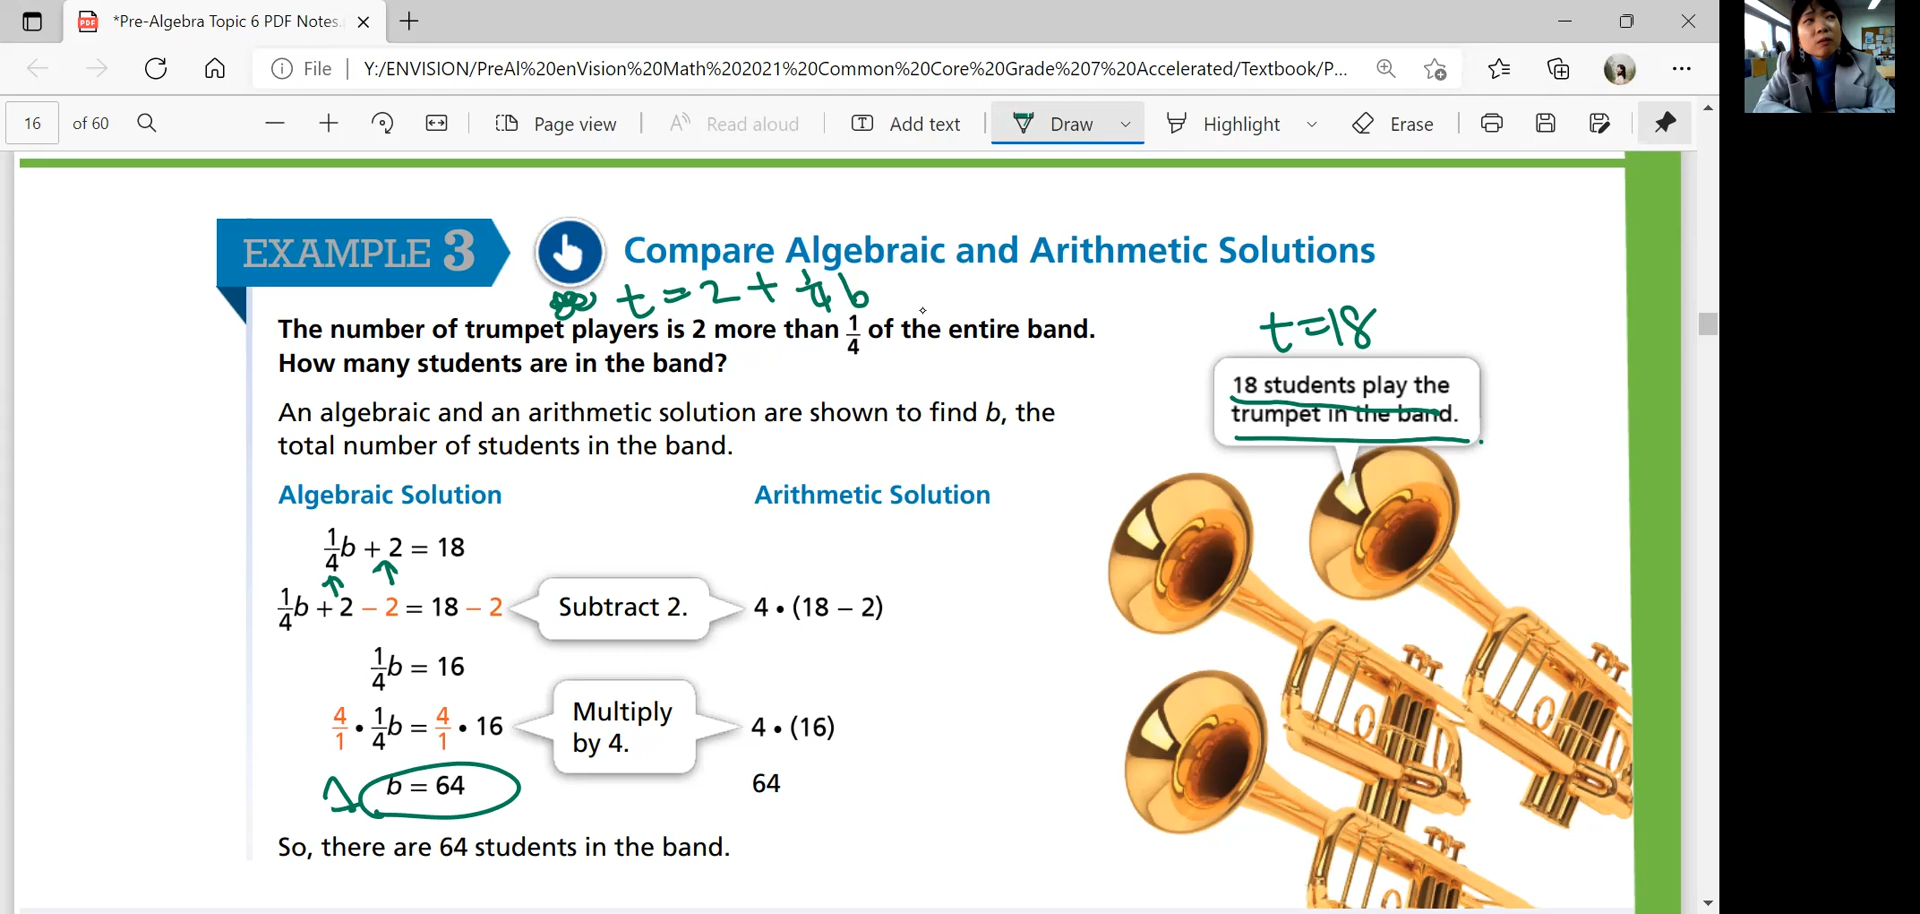 *Pre-Algebra Topic 6 PDF Notes.
File
Y:/ENVISION/PreAl%20enVision%20Math%202021%20Common%20Core%20Grade%207%20Accelerated/Textbook/P...
16 of 60
Page view
Read aloud
Add text
Draw
Highlight
Erase
EXAMPLE 3
Compare Algebraic and Arithmetic Solutions
t = 2 + 1/4 b
The number of trumpet players is 2 more than 1/4 of the entire band.
How many students are in the band?
t=18
18 students play the
trumpet in the band.
An algebraic and an arithmetic solution are shown to find b, the
total number of students in the band.
Algebraic Solution
Arithmetic Solution
1/4b + 2 = 18
1/4b + 2 – 2 = 18 – 2
Subtract 2.
4 • (18 – 2)
1/4b = 16
4/1 • 1/4b = 4/1 • 16
Multiply
by 4.
4 • (16)
b = 64
64
So, there are 64 students in the band.